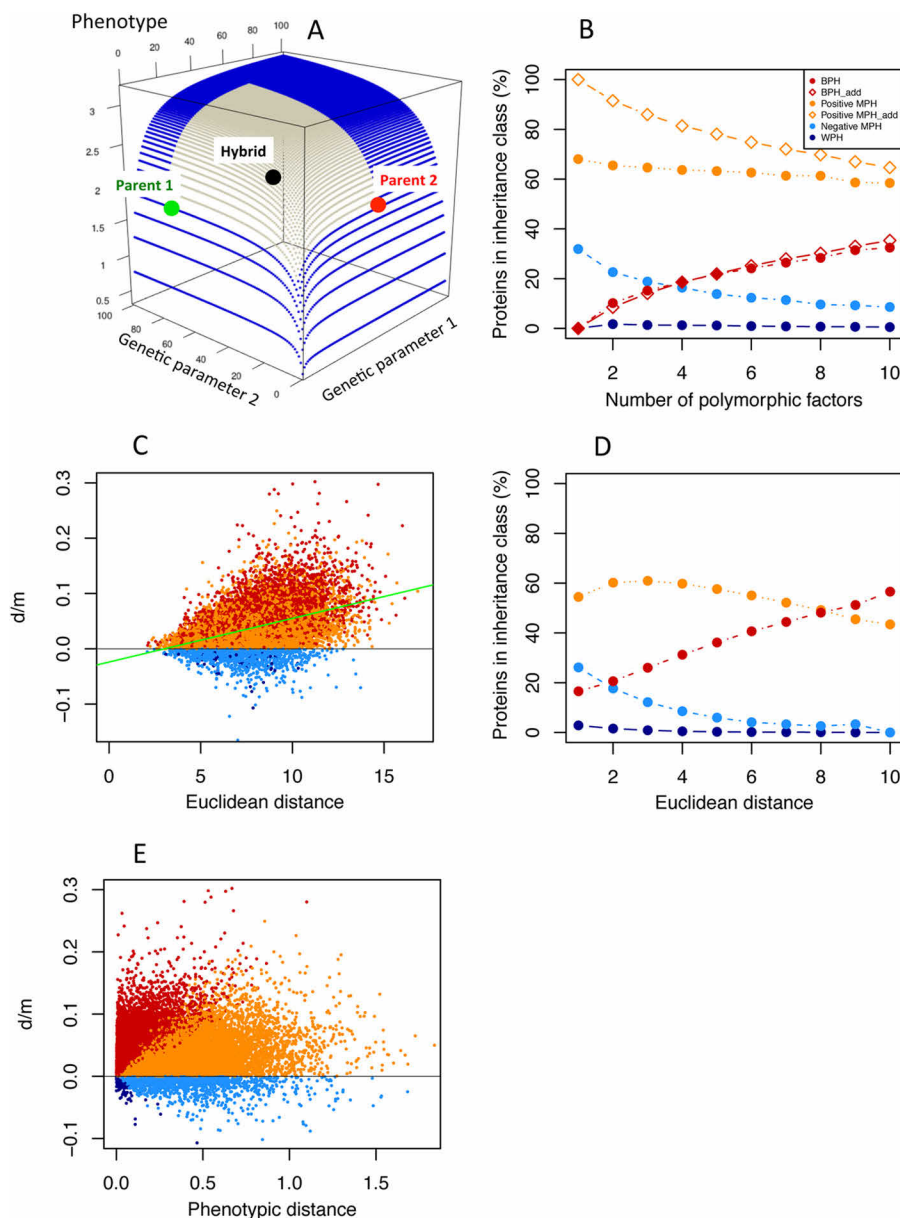 Phenotype
A
0 20 40 60 80 100
3
2.5
2
1.5
1
0.5
Hybrid
Parent 1
Parent 2
100 80 60 40 20 0
Genetic parameter 2
Genetic parameter 1
B
Proteins in inheritance class (%)
100
80
60
40
20
0
BPH
BPH_add
Positive MPH
Positive MPH_add
Negative MPH
WPH
2 4 6 8 10
Number of polymorphic factors
C
d/m
0.3
0.2
0.1
0.0
−0.1
0 5 10 15
Euclidean distance
D
Proteins in inheritance class (%)
100
80
60
40
20
0
2 4 6 8 10
Euclidean distance
E
d/m
0.3
0.2
0.1
0.0
−0.1
0.0 0.5 1.0 1.5
Phenotypic distance